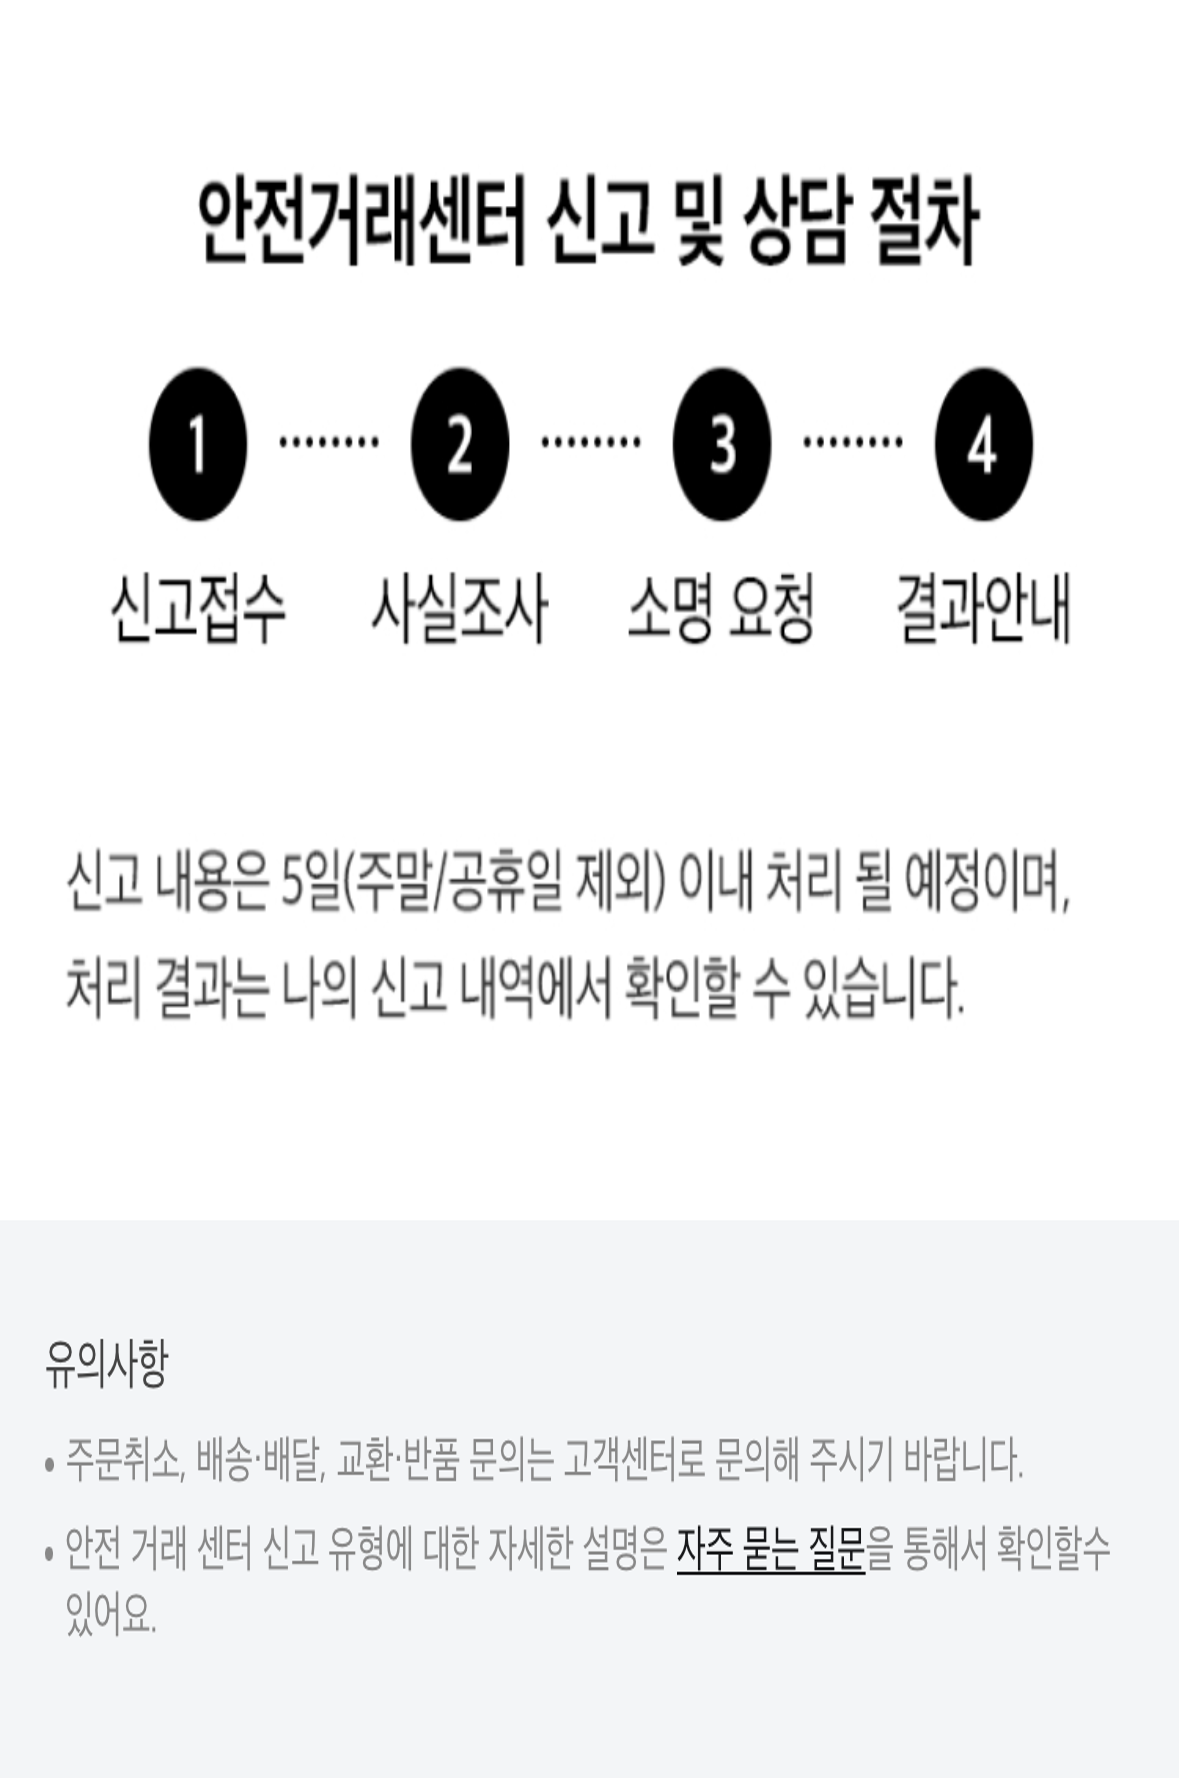 안전거래센터 신고 및 상담 절차
1 2 3 4
신고접수 사실조사 소명 요청 결과안내
신고 내용은 5일(주말/공휴일 제외) 이내 처리 될 예정이며,
처리 결과는 나의 신고 내역에서 확인할 수 있습니다.
유의사항
• 주문취소, 배송·배달, 교환·반품 문의는 고객센터로 문의해 주시기 바랍니다.
• 안전 거래 센터 신고 유형에 대한 자세한 설명은 자주 묻는 질문을 통해서 확인할수
있어요.